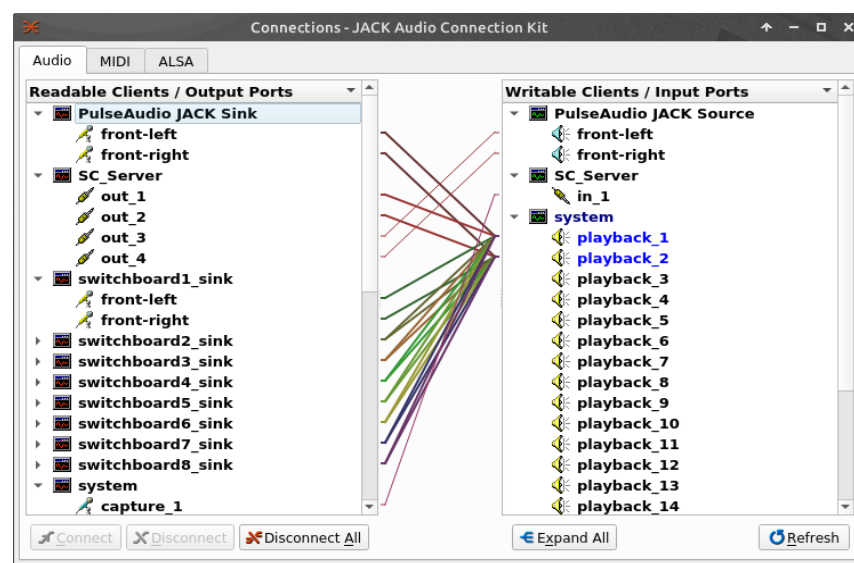 Connections - JACK Audio Connection Kit
Audio MIDI ALSA
Readable Clients / Output Ports
PulseAudio JACK Sink
front-left
front-right
SC_Server
out_1
out_2
out_3
out_4
switchboard1_sink
front-left
front-right
switchboard2_sink
switchboard3_sink
switchboard4_sink
switchboard5_sink
switchboard6_sink
switchboard7_sink
switchboard8_sink
system
capture_1
Writable Clients / Input Ports
PulseAudio JACK Source
front-left
front-right
SC_Server
in_1
system
playback_1
playback_2
playback_3
playback_4
playback_5
playback_6
playback_7
playback_8
playback_9
playback_10
playback_11
playback_12
playback_13
playback_14
Connect Disconnect Disconnect All Expand All Refresh